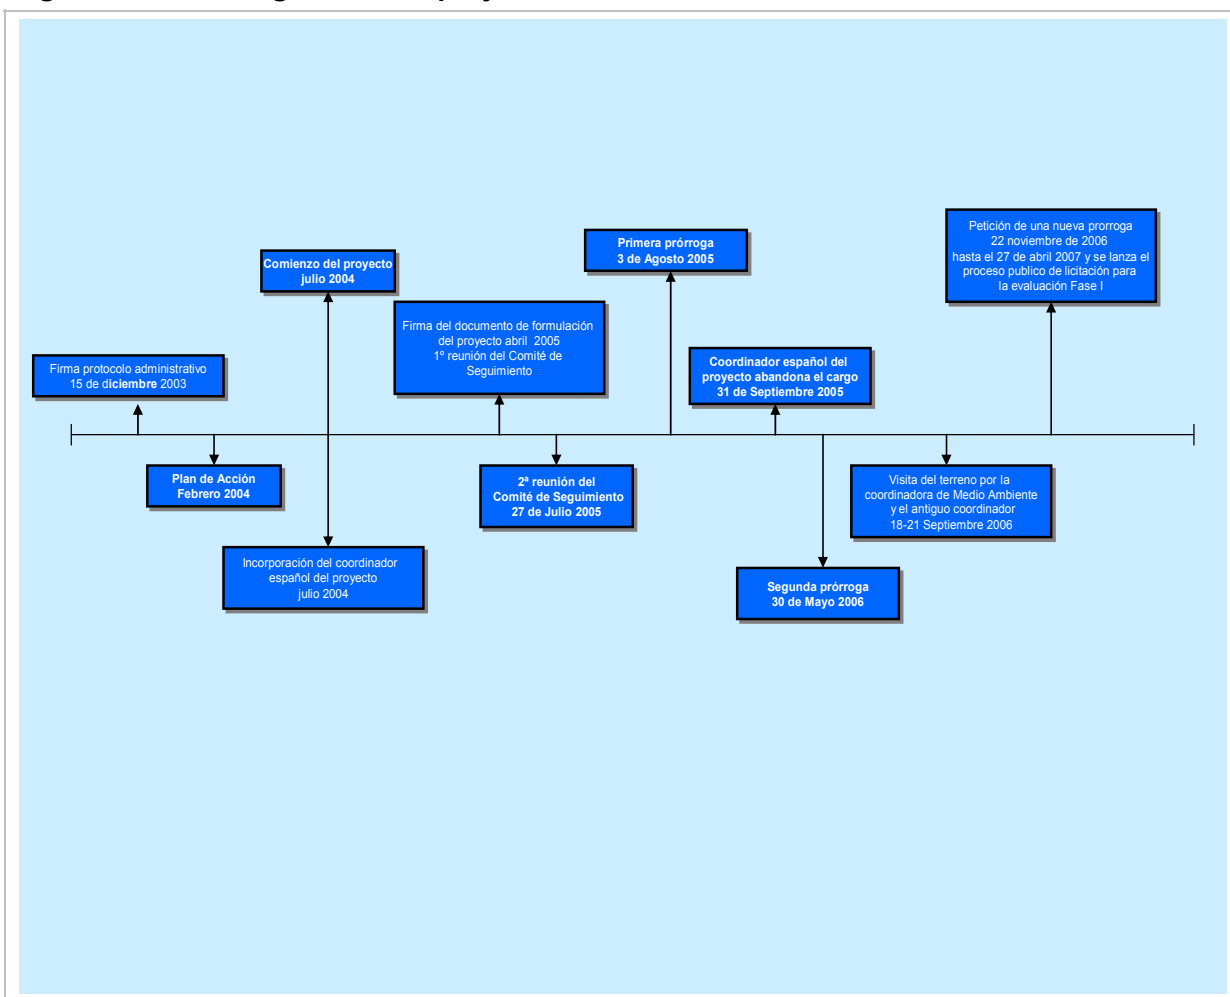 Firma protocolo administrativo
15 de diciembre 2003
Plan de Acción
Febrero 2004
Comienzo del proyecto
julio 2004
Incorporación del coordinador
español del proyecto
julio 2004
Firma del documento de formulación
del proyecto abril 2005
1º reunión del Comité de
Seguimiento
2ª reunión del
Comité de Seguimiento
27 de Julio 2005
Primera prórroga
3 de Agosto 2005
Coordinador español del
proyecto abandona el cargo
31 de Septiembre 2005
Segunda prórroga
30 de Mayo 2006
Visita del terreno por la
coordinadora de Medio Ambiente
y el antiguo coordinador
18-21 Septiembre 2006
Petición de una nueva prorroga
22 noviembre de 2006
hasta el 27 de abril 2007 y se lanza el
proceso publico de licitación para
la evaluación Fase I